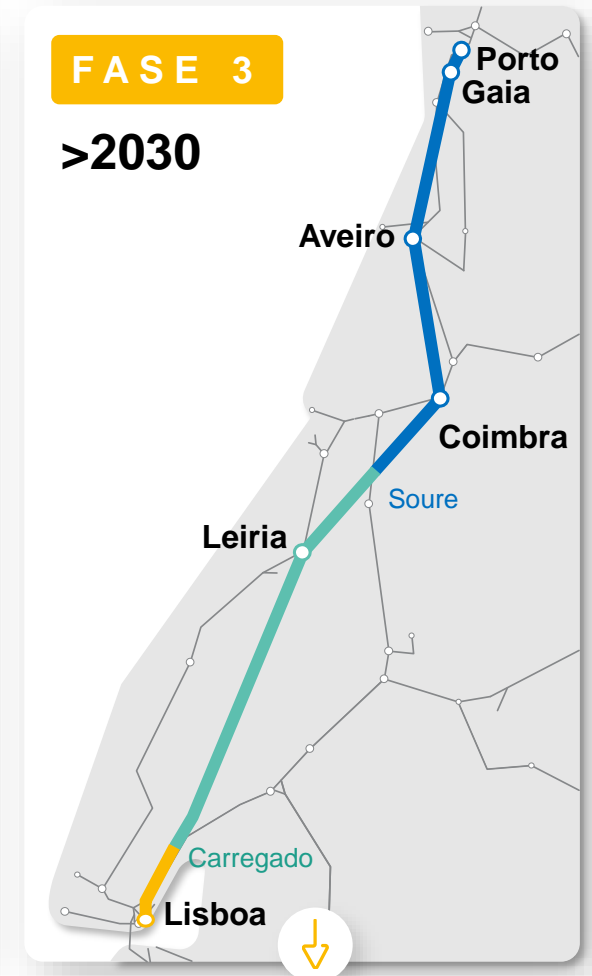 FASE 3
>2030
Porto
Gaia
Aveiro
Coimbra
Soure
Leiria
Carregado
Lisboa